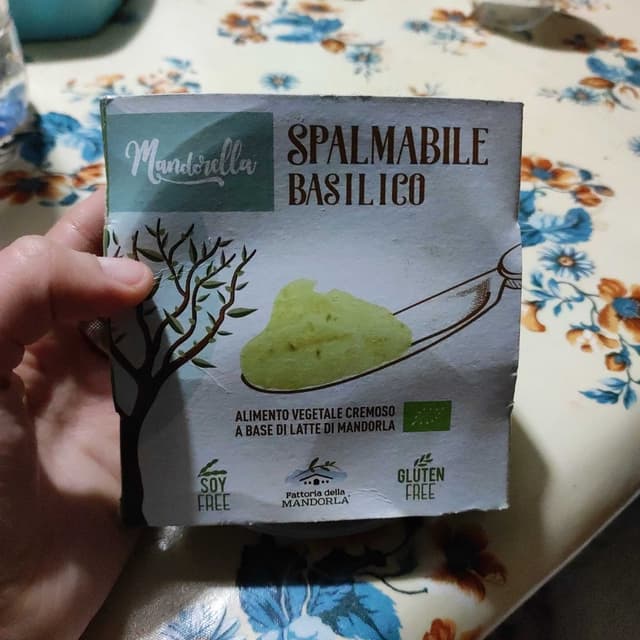 Mandorella
SPALMABILE
BASILICO
ALIMENTO VEGETALE CREMOSO
A BASE DI LATTE DI MANDORLA
SOY
FREE
Fattoria della
MANDORLA
GLUTEN
FREE